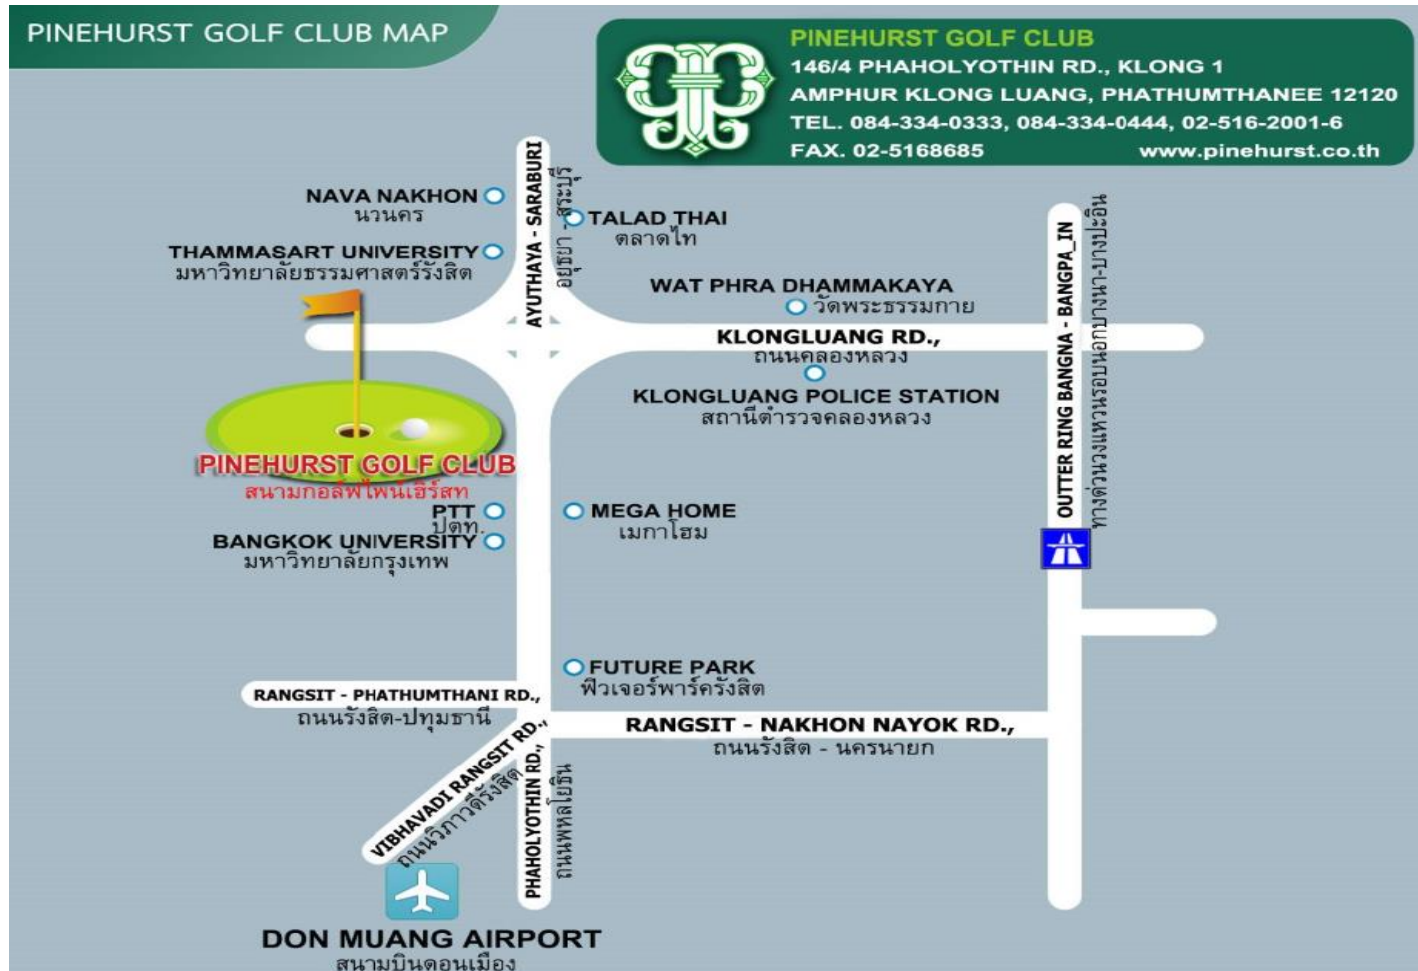 PINEHURST GOLF CLUB MAP
PINEHURST GOLF CLUB
146/4 PHAHOLYOTHIN RD., KLONG 1
AMPHUR KLONG LUANG, PHATHUMTHANEE 12120
TEL. 084-334-0333, 084-334-0444, 02-516-2001-6
FAX. 02-5168685 www.pinehurst.co.th
AYUTHAYA - SARABURI
อยุธยา - สระบุรี
NAVA NAKHON
นวนคร
TALAD THAI
ตลาดไท
THAMMASART UNIVERSITY
มหาวิทยาลัยธรรมศาสตร์รังสิต
WAT PHRA DHAMMAKAYA
วัดพระธรรมกาย
KLONGLUANG RD.,
ถนนคลองหลวง
KLONGLUANG POLICE STATION
สถานีตำรวจคลองหลวง
OUTTER RING BANGNA - BANGPA_IN
ทางด่วนวงแหวนรอบนอกบางนา-บางปะอิน
PINEHURST GOLF CLUB
สนามกอล์ฟไพน์เฮิร์สท
PTT
ปตท.
MEGA HOME
เมกาโฮม
BANGKOK UNIVERSITY
มหาวิทยาลัยกรุงเทพ
FUTURE PARK
ฟิวเจอร์พาร์ครังสิต
RANGSIT - PHATHUMTHANI RD.,
ถนนรังสิต-ปทุมธานี
RANGSIT - NAKHON NAYOK RD.,
ถนนรังสิต - นครนายก
VIBHAVADI RANGSIT RD.,
ถนนวิภาวดีรังสิต
PHAHOLYOTHIN RD.,
ถนนพหลโยธิน
DON MUANG AIRPORT
สนามบินดอนเมือง